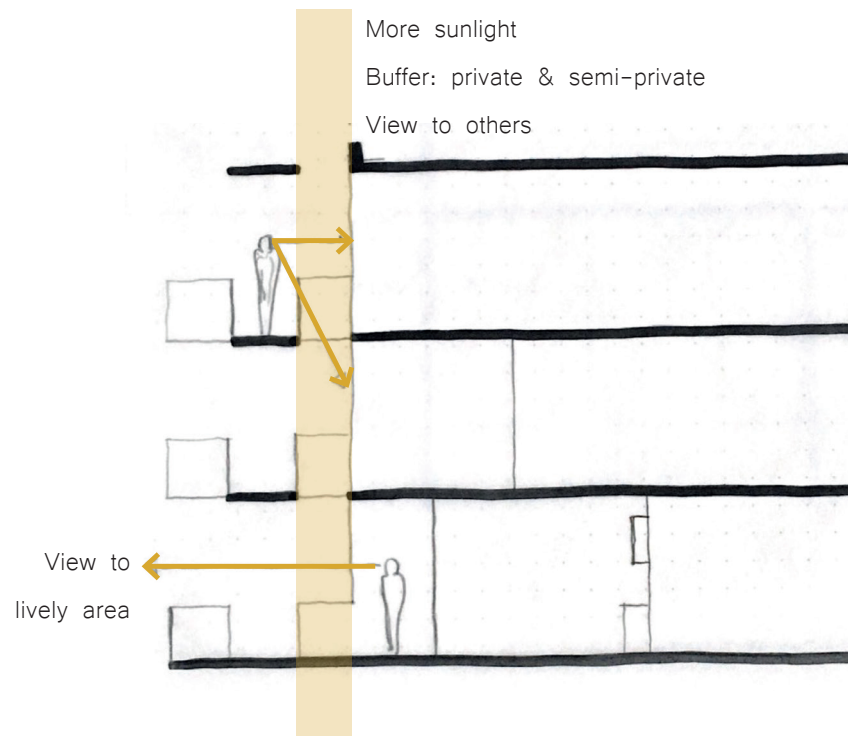 More sunlight
Buffer: private & semi-private
View to others
View to
lively area